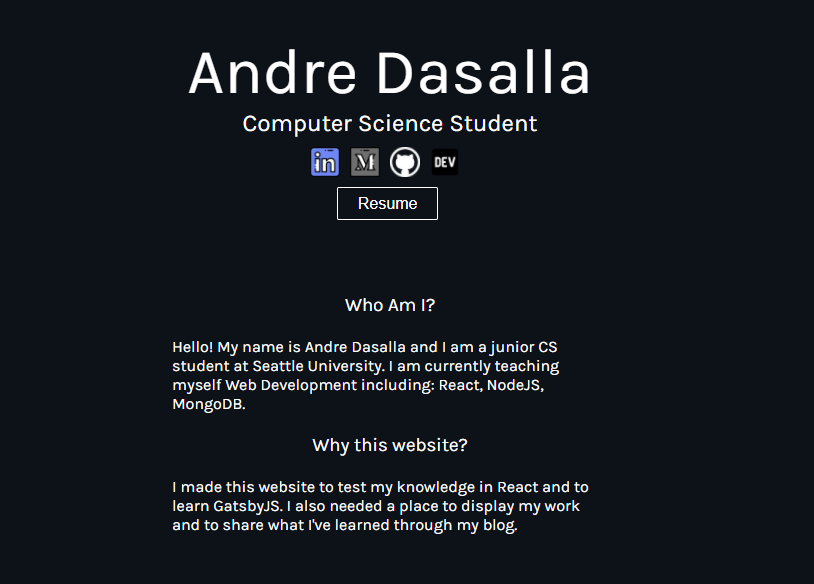 Andre Dasalla
Computer Science Student
in M DEV
Resume
Who Am I?
Hello! My name is Andre Dasalla and I am a junior CS
student at Seattle University. I am currently teaching
myself Web Development including: React, NodeJS,
MongoDB.
Why this website?
I made this website to test my knowledge in React and to
learn GatsbyJS. I also needed a place to display my work
and to share what I've learned through my blog.